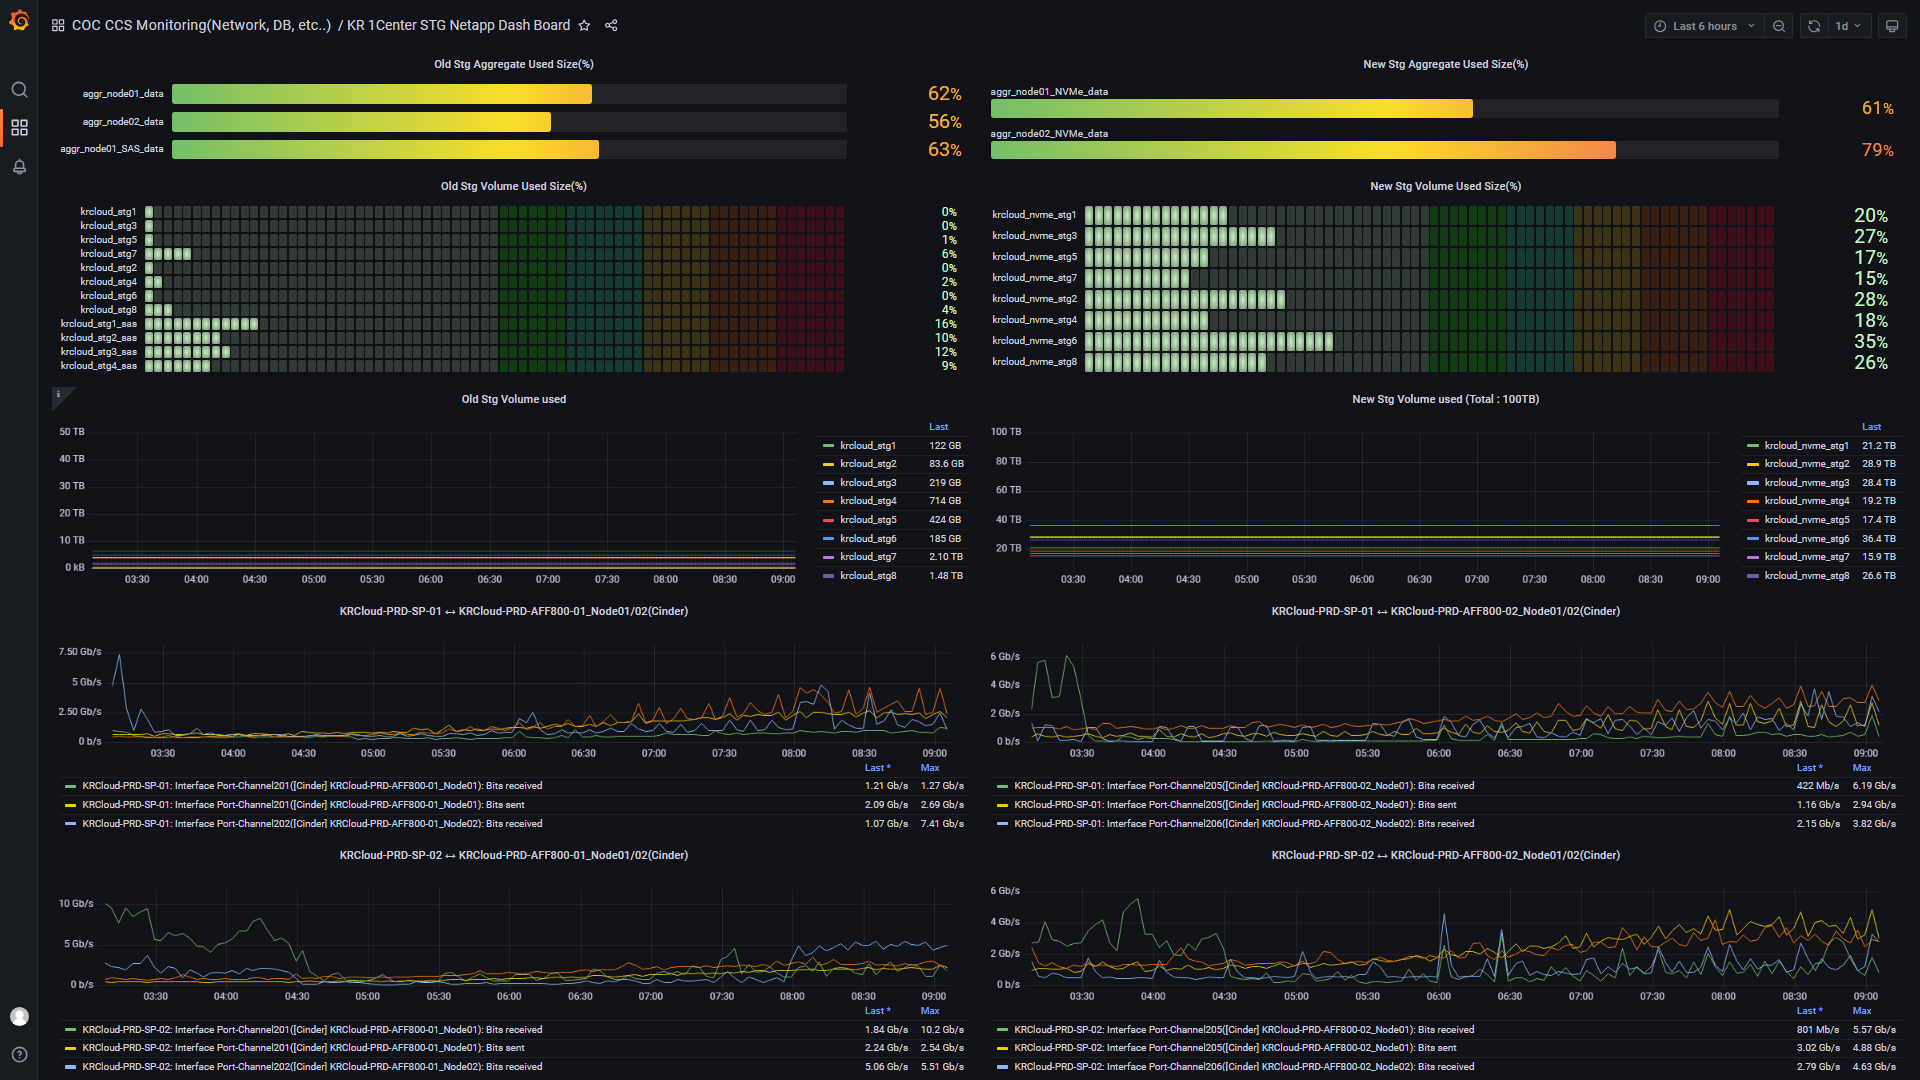 COC CCS Monitoring(Network, DB, etc..) / KR 1Center STG Netapp Dash Board
Last 6 hours
1d
Old Stg Aggregate Used Size(%)
aggr_node01_data 62%
aggr_node02_data 56%
aggr_node01_SAS_data 63%
New Stg Aggregate Used Size(%)
aggr_node01_NVMe_data
61%
aggr_node02_NVMe_data
79%
Old Stg Volume Used Size(%)
krcloud_stg1 0%
krcloud_stg3 0%
krcloud_stg5 1%
krcloud_stg7 6%
krcloud_stg2 0%
krcloud_stg4 2%
krcloud_stg6 0%
krcloud_stg8 4%
krcloud_stg1_sas 16%
krcloud_stg2_sas 10%
krcloud_stg3_sas 12%
krcloud_stg4_sas 9%
New Stg Volume Used Size(%)
krcloud_nvme_stg1 20%
krcloud_nvme_stg3 27%
krcloud_nvme_stg5 17%
krcloud_nvme_stg7 15%
krcloud_nvme_stg2 28%
krcloud_nvme_stg4 18%
krcloud_nvme_stg6 35%
krcloud_nvme_stg8 26%
i
Old Stg Volume used
50 TB
40 TB
30 TB
20 TB
10 TB
0 kB
03:30 04:00 04:30 05:00 05:30 06:00 06:30 07:00 07:30 08:00 08:30 09:00
Last
krcloud_stg1 122 GB
krcloud_stg2 83.6 GB
krcloud_stg3 219 GB
krcloud_stg4 714 GB
krcloud_stg5 424 GB
krcloud_stg6 185 GB
krcloud_stg7 2.10 TB
krcloud_stg8 1.48 TB
New Stg Volume used (Total : 100TB)
100 TB
80 TB
60 TB
40 TB
20 TB
03:30 04:00 04:30 05:00 05:30 06:00 06:30 07:00 07:30 08:00 08:30 09:00
Last
krcloud_nvme_stg1 21.2 TB
krcloud_nvme_stg2 28.9 TB
krcloud_nvme_stg3 28.4 TB
krcloud_nvme_stg4 19.2 TB
krcloud_nvme_stg5 17.4 TB
krcloud_nvme_stg6 36.4 TB
krcloud_nvme_stg7 15.9 TB
krcloud_nvme_stg8 26.6 TB
KRCloud-PRD-SP-01 ↔ KRCloud-PRD-AFF800-01_Node01/02(Cinder)
7.50 Gb/s
5 Gb/s
2.50 Gb/s
0 b/s
03:30 04:00 04:30 05:00 05:30 06:00 06:30 07:00 07:30 08:00 08:30 09:00
Last * Max
KRCloud-PRD-SP-01: Interface Port-Channel201([Cinder] KRCloud-PRD-AFF800-01_Node01): Bits received 1.21 Gb/s 1.27 Gb/s
KRCloud-PRD-SP-01: Interface Port-Channel201([Cinder] KRCloud-PRD-AFF800-01_Node01): Bits sent 2.09 Gb/s 2.69 Gb/s
KRCloud-PRD-SP-01: Interface Port-Channel202([Cinder] KRCloud-PRD-AFF800-01_Node02): Bits received 1.07 Gb/s 7.41 Gb/s
KRCloud-PRD-SP-01 ↔ KRCloud-PRD-AFF800-02_Node01/02(Cinder)
6 Gb/s
4 Gb/s
2 Gb/s
0 b/s
03:30 04:00 04:30 05:00 05:30 06:00 06:30 07:00 07:30 08:00 08:30 09:00
Last * Max
KRCloud-PRD-SP-01: Interface Port-Channel205([Cinder] KRCloud-PRD-AFF800-02_Node01): Bits received 422 Mb/s 6.19 Gb/s
KRCloud-PRD-SP-01: Interface Port-Channel205([Cinder] KRCloud-PRD-AFF800-02_Node01): Bits sent 1.16 Gb/s 2.94 Gb/s
KRCloud-PRD-SP-01: Interface Port-Channel206([Cinder] KRCloud-PRD-AFF800-02_Node02): Bits received 2.15 Gb/s 3.82 Gb/s
KRCloud-PRD-SP-02 ↔ KRCloud-PRD-AFF800-01_Node01/02(Cinder)
10 Gb/s
5 Gb/s
0 b/s
03:30 04:00 04:30 05:00 05:30 06:00 06:30 07:00 07:30 08:00 08:30 09:00
Last * Max
KRCloud-PRD-SP-02: Interface Port-Channel201([Cinder] KRCloud-PRD-AFF800-01_Node01): Bits received 1.84 Gb/s 10.2 Gb/s
KRCloud-PRD-SP-02: Interface Port-Channel201([Cinder] KRCloud-PRD-AFF800-01_Node01): Bits sent 2.24 Gb/s 2.54 Gb/s
KRCloud-PRD-SP-02: Interface Port-Channel202([Cinder] KRCloud-PRD-AFF800-01_Node02): Bits received 5.06 Gb/s 5.51 Gb/s
KRCloud-PRD-SP-02 ↔ KRCloud-PRD-AFF800-02_Node01/02(Cinder)
6 Gb/s
4 Gb/s
2 Gb/s
0 b/s
03:30 04:00 04:30 05:00 05:30 06:00 06:30 07:00 07:30 08:00 08:30 09:00
Last * Max
KRCloud-PRD-SP-02: Interface Port-Channel205([Cinder] KRCloud-PRD-AFF800-02_Node01): Bits received 801 Mb/s 5.57 Gb/s
KRCloud-PRD-SP-02: Interface Port-Channel205([Cinder] KRCloud-PRD-AFF800-02_Node01): Bits sent 3.02 Gb/s 4.88 Gb/s
KRCloud-PRD-SP-02: Interface Port-Channel206([Cinder] KRCloud-PRD-AFF800-02_Node02): Bits received 2.79 Gb/s 4.63 Gb/s